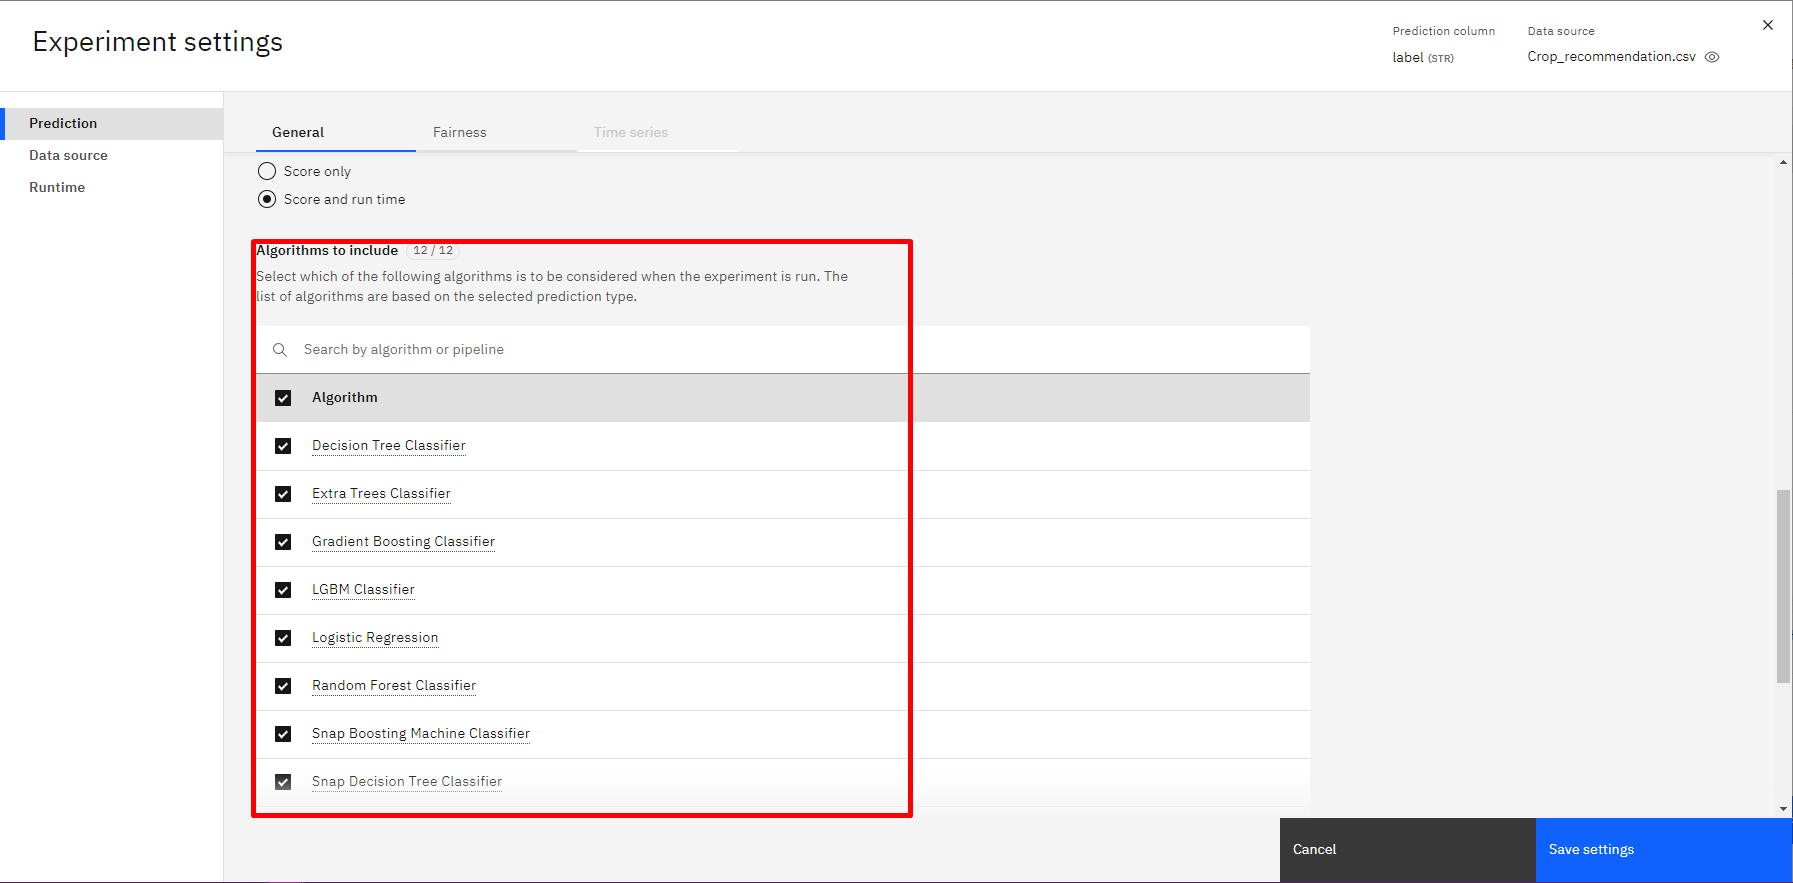 Experiment settings
Prediction column
label (STR)
Data source
Crop_recommendation.csv
Prediction
Data source
Runtime
General
Fairness
Time series
Score only
Score and run time
Algorithms to include 12 / 12
Select which of the following algorithms is to be considered when the experiment is run. The
list of algorithms are based on the selected prediction type.
Search by algorithm or pipeline
Algorithm
Decision Tree Classifier
Extra Trees Classifier
Gradient Boosting Classifier
LGBM Classifier
Logistic Regression
Random Forest Classifier
Snap Boosting Machine Classifier
Snap Decision Tree Classifier
Cancel
Save settings